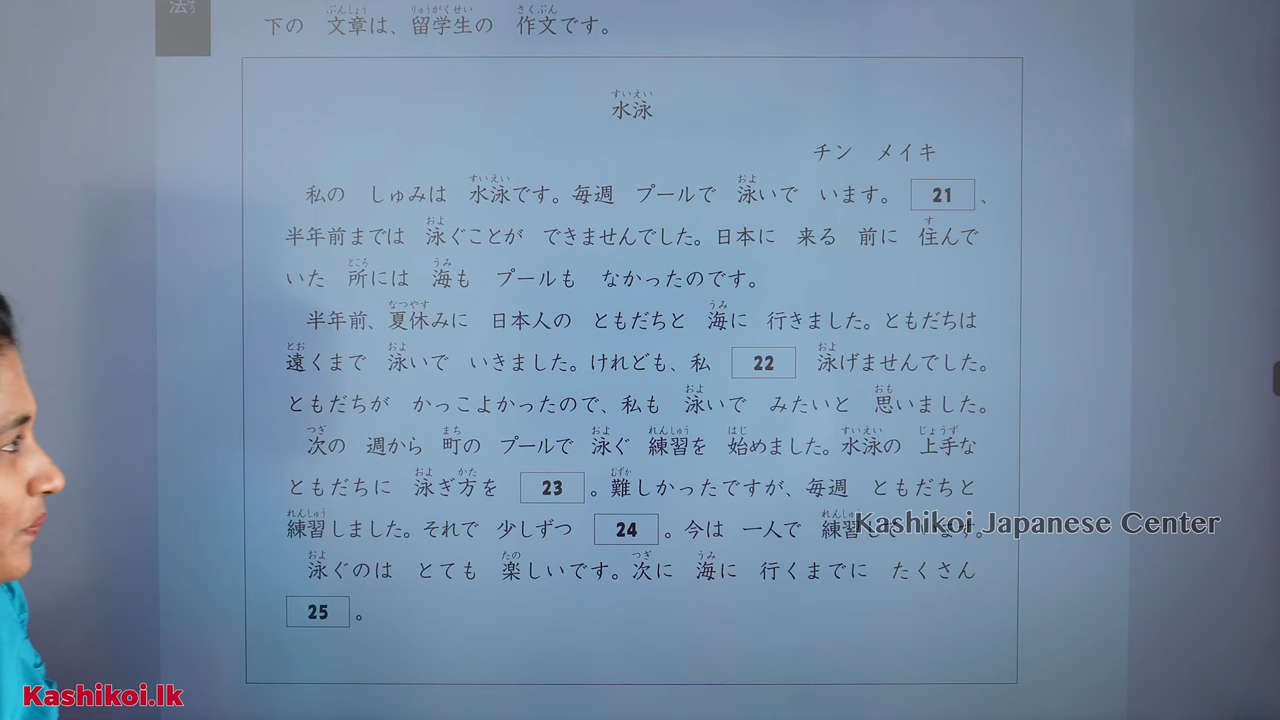 法
下の 文章は、留学生の 作文です。
水泳
チン メイキ
私の しゅみは 水泳です。毎週 プールで 泳いで います。 21 、
半年前までは 泳ぐことが できませんでした。日本に 来る 前に 住んで
いた 所には 海も プールも なかったのです。
半年前、夏休みに 日本人の ともだちと 海に 行きました。ともだちは
遠くまで 泳いで いきました。けれども、私 22 泳げませんでした。
ともだちが かっこよかったので、私も 泳いで みたいと 思いました。
次の 週から 町の プールで 泳ぐ 練習を 始めました。水泳の 上手な
ともだちに 泳ぎ方を 23 。難しかったですが、毎週 ともだちと
練習しました。それで 少しずつ 24 。今は 一人で 練習して います。
泳ぐのは とても 楽しいです。次に 海に 行くまでに たくさん
25 。
Kashikoi Japanese Center
Kashikoi.lk